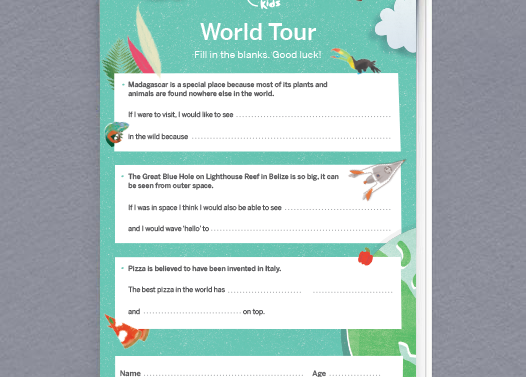 Kids
World Tour
Fill in the blanks. Good luck!
Madagascar is a special place because most of its plants and
animals are found nowhere else in the world.
If I were to visit, I would like to see
in the wild because
The Great Blue Hole on Lighthouse Reef in Belize is so big, it can
be seen from outer space.
If I was in space I think I would also be able to see
and I would wave 'hello' to
Pizza is believed to have been invented in Italy.
The best pizza in the world has
and on top.
Name Age